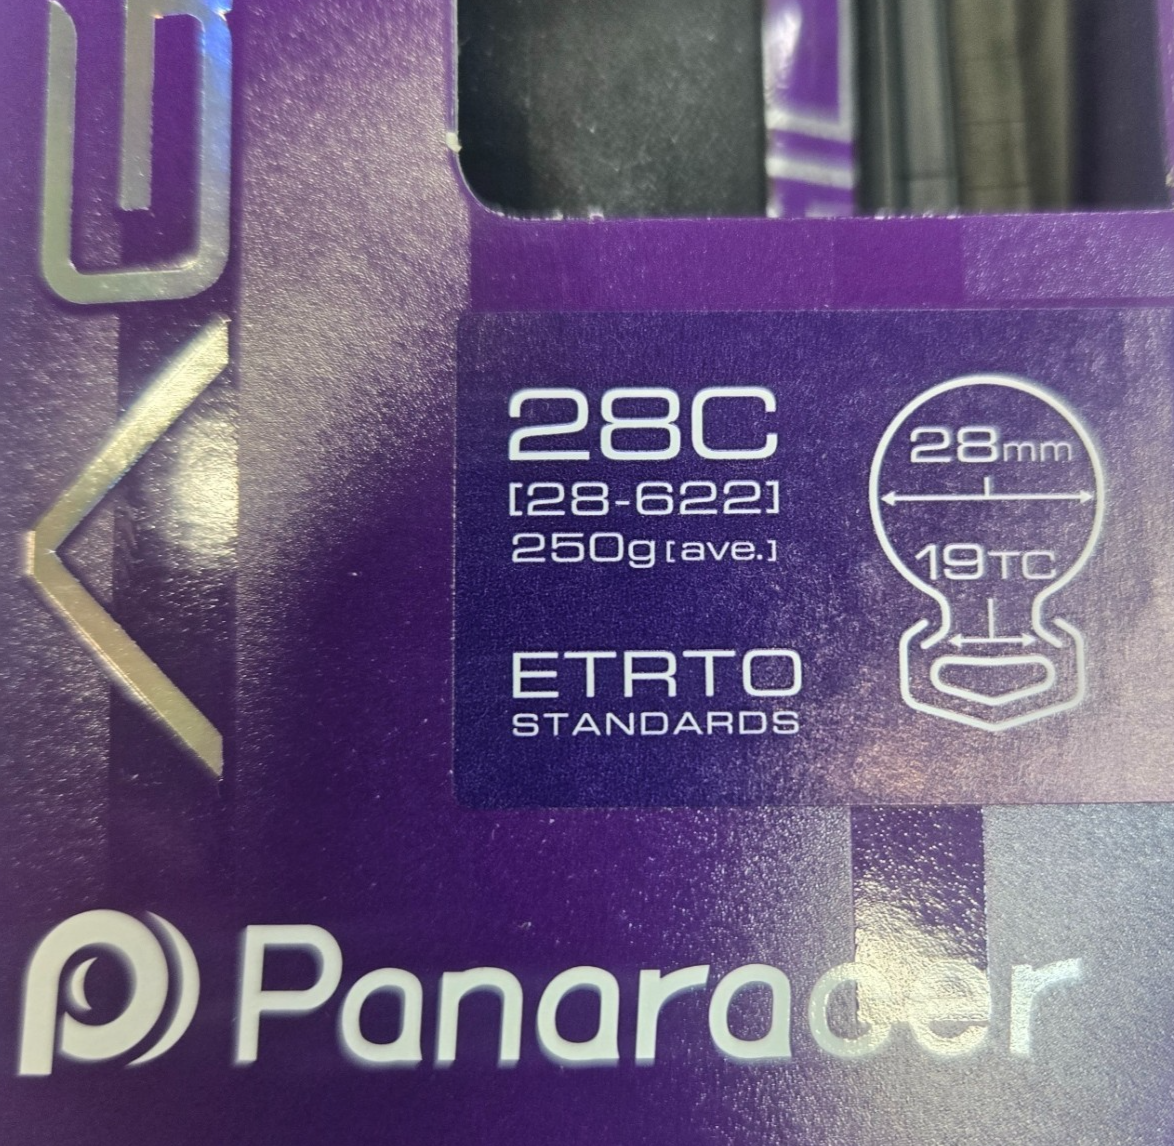 28C
[28-622]
250g [ave.]
ETRTO
STANDARDS
28mm
19TC
Panaracer